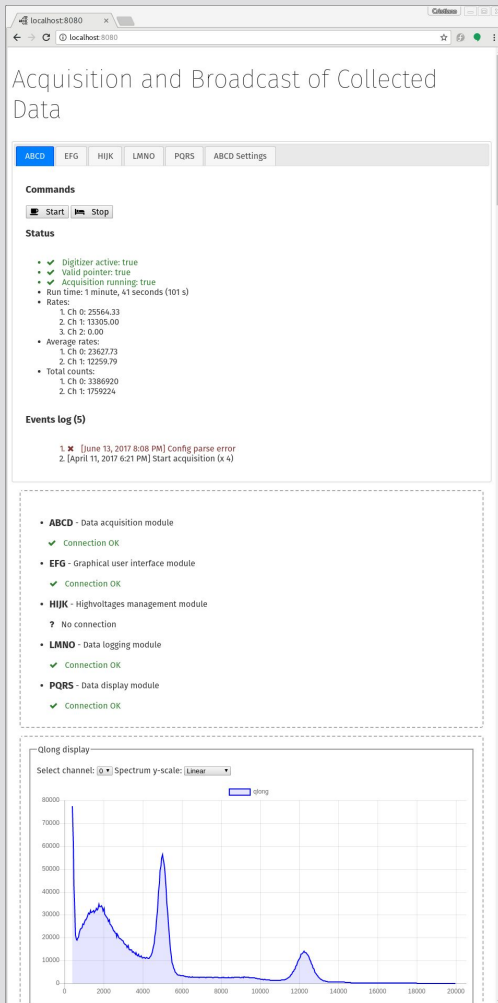 localhost:8080
Cristiano
localhost:8080
Acquisition and Broadcast of Collected
Data
ABCD EFG HIJK LMNO PQRS ABCD Settings
Commands
Start Stop
Status
Digitizer active: true
Valid pointer: true
Acquisition running: true
Run time: 1 minute, 41 seconds (101 s)
Rates:
1. Ch 0: 25564.33
2. Ch 1: 13305.00
3. Ch 2: 0.00
Average rates:
1. Ch 0: 23627.73
2. Ch 1: 12259.79
Total counts:
1. Ch 0: 3386920
2. Ch 1: 1759224
Events log (5)
1. ✖ [June 13, 2017 8:08 PM] Config parse error
2. [April 11, 2017 6:21 PM] Start acquisition (x 4)
ABCD - Data acquisition module
Connection OK
EFG - Graphical user interface module
Connection OK
HIJK - Highvoltages management module
? No connection
LMNO - Data logging module
Connection OK
PQRS - Data display module
Connection OK
Qlong display
Select channel: 0 Spectrum y-scale: Linear
qlong
80000
70000
60000
50000
40000
30000
20000
10000
0
0 2000 4000 6000 8000 10000 12000 14000 16000 18000 20000